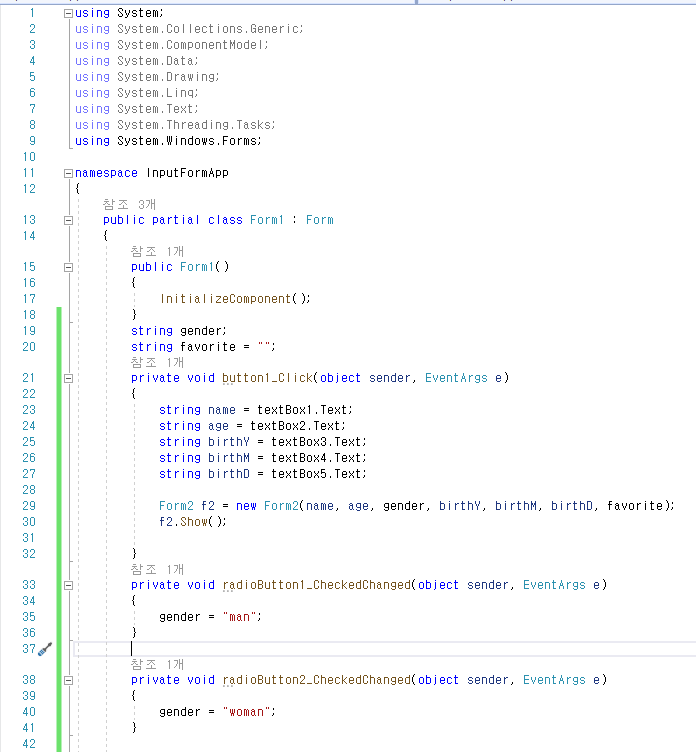 1 using System;
2 using System.Collections.Generic;
3 using System.ComponentModel;
4 using System.Data;
5 using System.Drawing;
6 using System.Linq;
7 using System.Text;
8 using System.Threading.Tasks;
9 using System.Windows.Forms;
10
11 namespace InputFormApp
12 {
참조 3개
13 public partial class Form1 : Form
14 {
참조 1개
15 public Form1()
16 {
17 InitializeComponent();
18 }
19 string gender;
20 string favorite = "";
참조 1개
21 private void button1_Click(object sender, EventArgs e)
22 {
23 string name = textBox1.Text;
24 string age = textBox2.Text;
25 string birthY = textBox3.Text;
26 string birthM = textBox4.Text;
27 string birthD = textBox5.Text;
28
29 Form2 f2 = new Form2(name, age, gender, birthY, birthM, birthD, favorite);
30 f2.Show();
31
32 }
참조 1개
33 private void radioButton1_CheckedChanged(object sender, EventArgs e)
34 {
35 gender = "man";
36 }
37
참조 1개
38 private void radioButton2_CheckedChanged(object sender, EventArgs e)
39 {
40 gender = "woman";
41 }
42